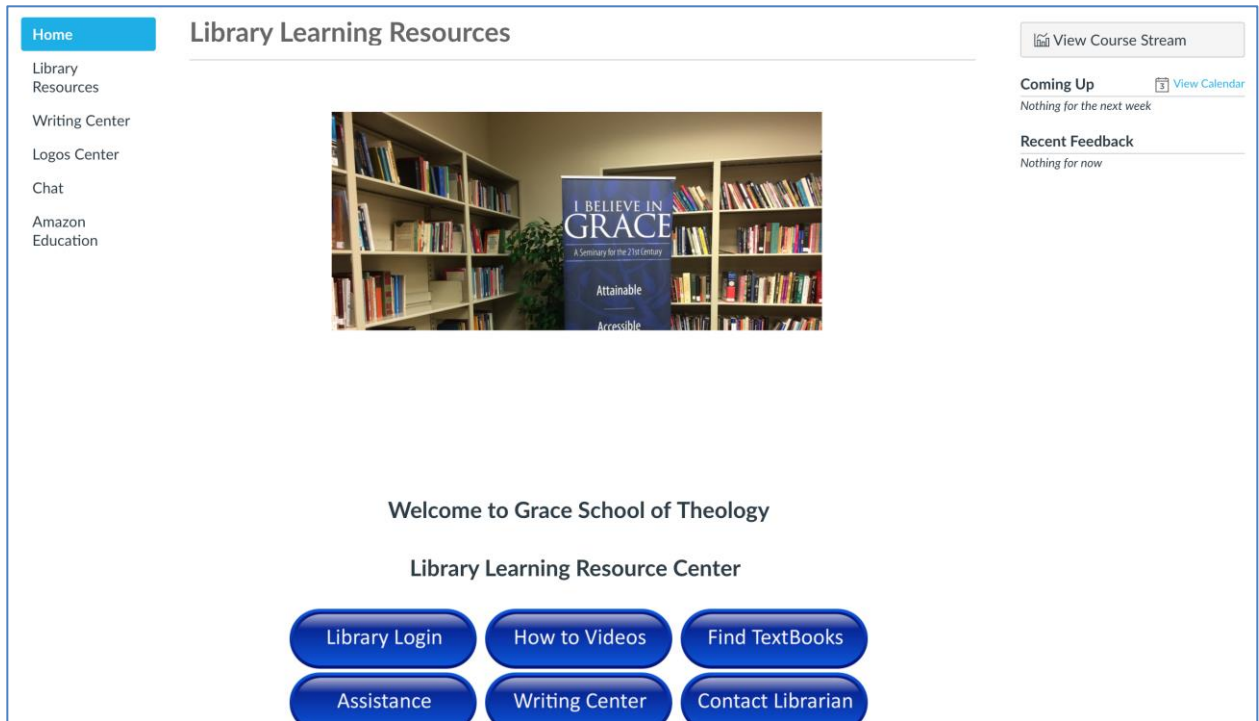 Home
Library
Resources
Writing Center
Logos Center
Chat
Amazon
Education
Library Learning Resources
I BELIEVE IN
GRACE
A Seminary for the 21st Century
Attainable
Accessible
Welcome to Grace School of Theology
Library Learning Resource Center
Library Login
How to Videos
Find TextBooks
Assistance
Writing Center
Contact Librarian
View Course Stream
Coming Up
3
View Calendar
Nothing for the next week
Recent Feedback
Nothing for now